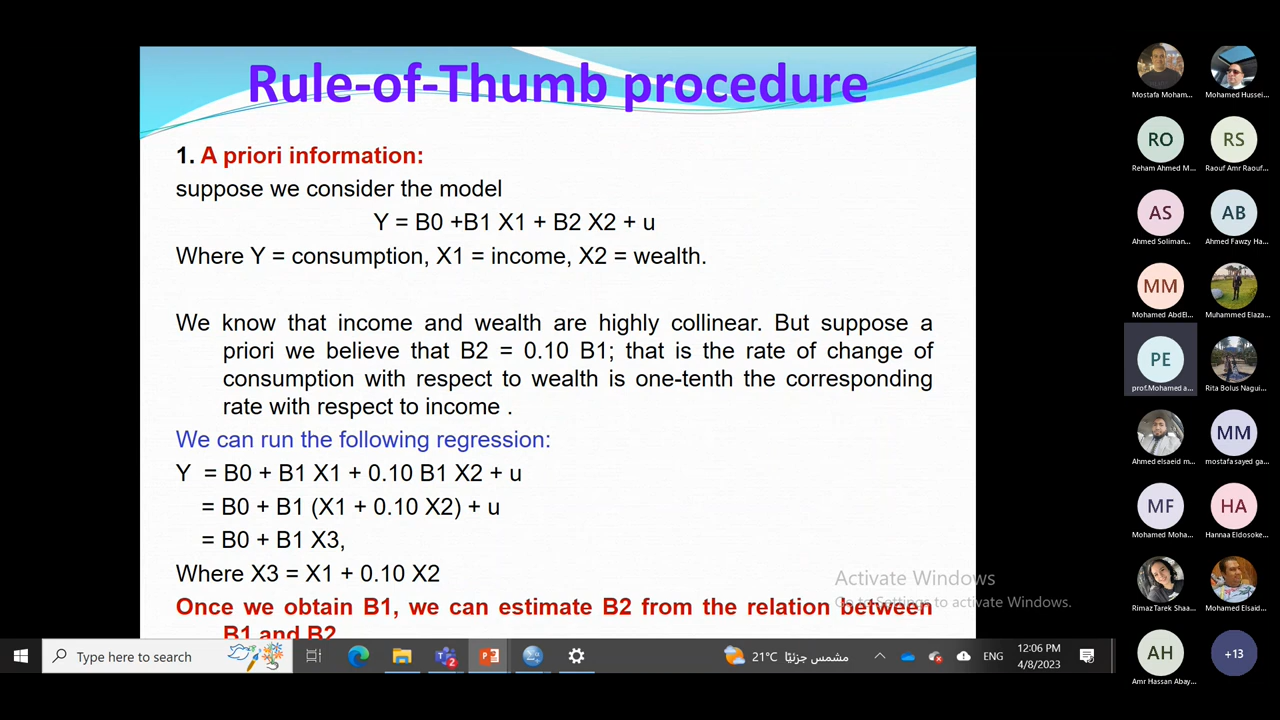 Rule-of-Thumb procedure
1. A priori information:
suppose we consider the model
Y = B0 +B1 X1 + B2 X2 + u
Where Y = consumption, X1 = income, X2 = wealth.
We know that income and wealth are highly collinear. But suppose a
priori we believe that B2 = 0.10 B1; that is the rate of change of
consumption with respect to wealth is one-tenth the corresponding
rate with respect to income .
We can run the following regression:
Y = B0 + B1 X1 + 0.10 B1 X2 + u
= B0 + B1 (X1 + 0.10 X2) + u
= B0 + B1 X3,
Where X3 = X1 + 0.10 X2
Once we obtain B1, we can estimate B2 from the relation between
B1 and B2
Activate Windows
Go to Settings to activate Windows.
Mostafa Moham...
Mohamed Hussei...
RO
RS
Reham Ahmed M...
Raouf Amr Raouf...
AS
AB
Ahmed Soliman...
Ahmed Fawzy Ha...
MM
Mohamed AbdEl...
Muhammed Elaza...
PE
prof.Mohamed a...
Rita Bolus Nagui...
MM
Ahmed elsaeid m...
mostafa sayed ga...
MF
HA
Mohamed Moha...
Hannaa Eldosoke...
Rimaz Tarek Shaa...
Mohamed Elsaid...
AH
+13
Amr Hassan Abay...
Type here to search
2
21°C مشمس جزئيًا
ENG
12:06 PM
4/8/2023